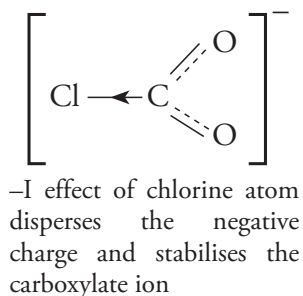 −
O
Cl C
O
–I effect of chlorine atom
disperses the negative
charge and stabilises the
carboxylate ion